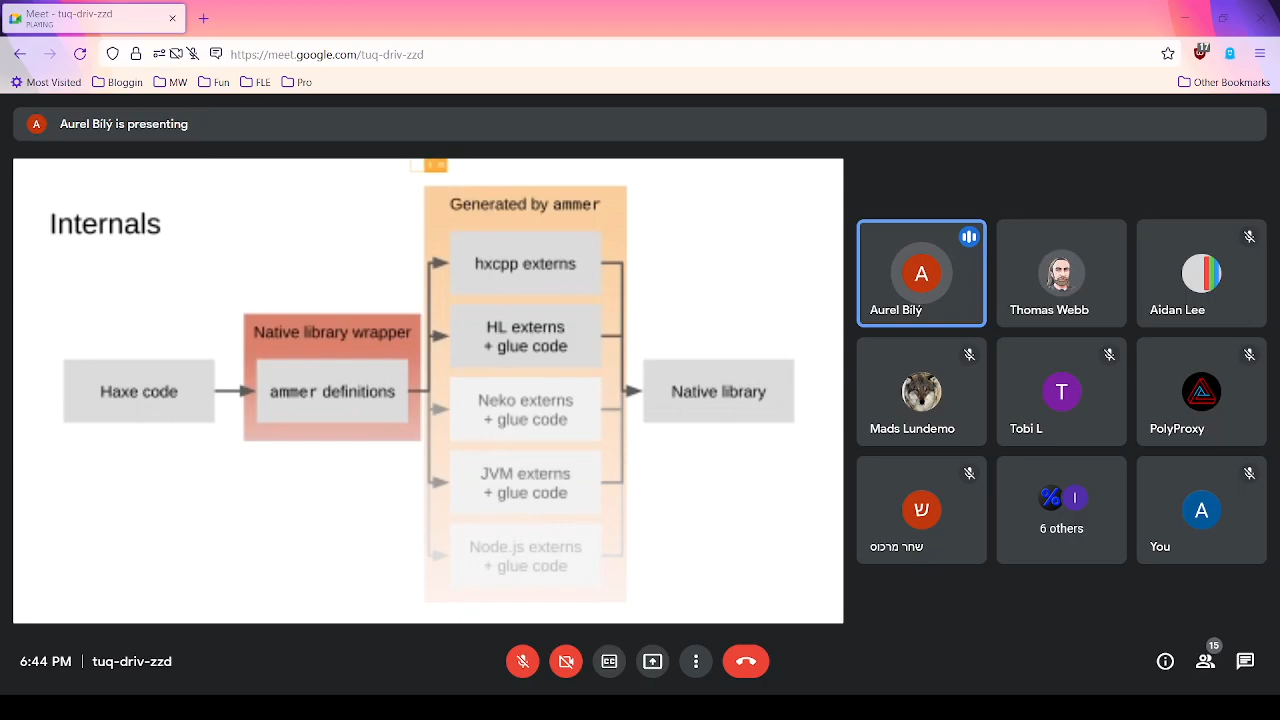 Meet - tuq-driv-zzd
PLAYING
https://meet.google.com/tuq-driv-zzd
17
Most Visited
Bloggin
MW
Fun
FLE
Pro
Other Bookmarks
A
Aurel Bílý is presenting
Internals
Generated by ammer
hxcpp externs
HL externs
+ glue code
Neko externs
+ glue code
JVM externs
+ glue code
Node.js externs
+ glue code
Native library wrapper
ammer definitions
Haxe code
Native library
A
Aurel Bílý
Thomas Webb
Aidan Lee
Mads Lundemo
T
Tobi L
PolyProxy
ש
שחר מרכוס
%
I
6 others
A
You
6:44 PM
tuq-driv-zzd
CC
15